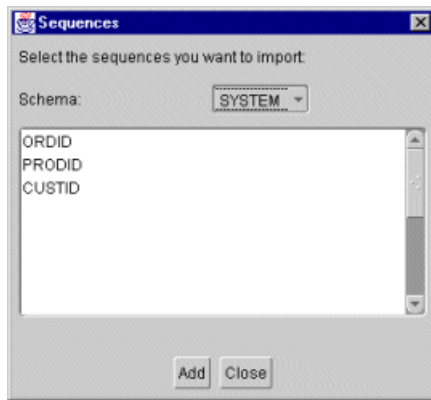 Sequences
Select the sequences you want to import:
Schema: SYSTEM
ORDID
PRODID
CUSTID
Add Close